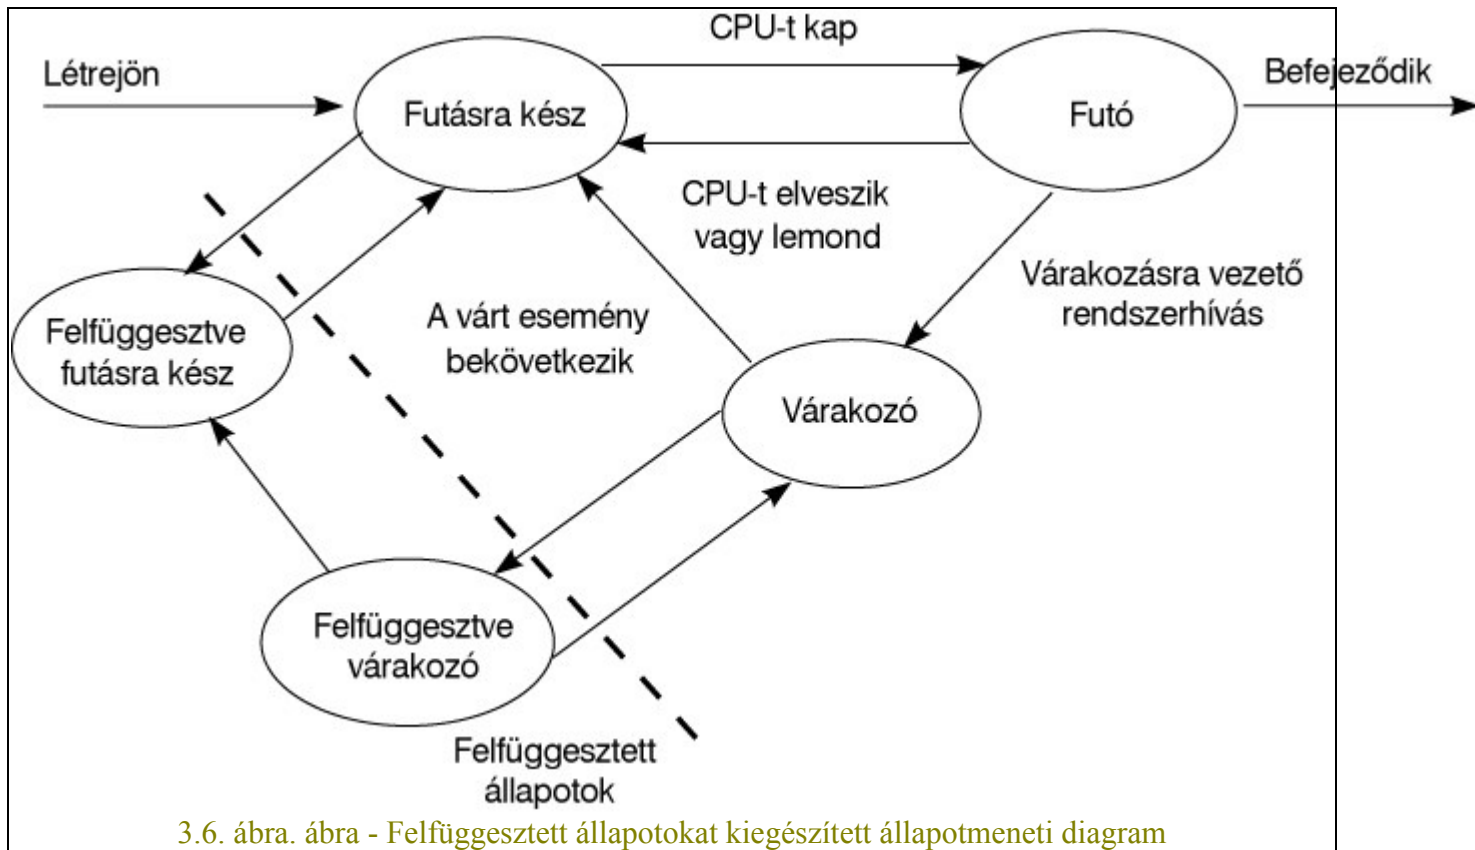 CPU-t kap
Létrejön
Befejeződik
Futásra kész
Futó
CPU-t elveszik
vagy lemond
Várakozásra vezető
rendszerhívás
A várt esemény
bekövetkezik
Felfüggesztve
futásra kész
Várakozó
Felfüggesztve
várakozó
Felfüggesztett
állapotok
3.6. ábra. ábra - Felfüggesztett állapotokat kiegészített állapotmeneti diagram